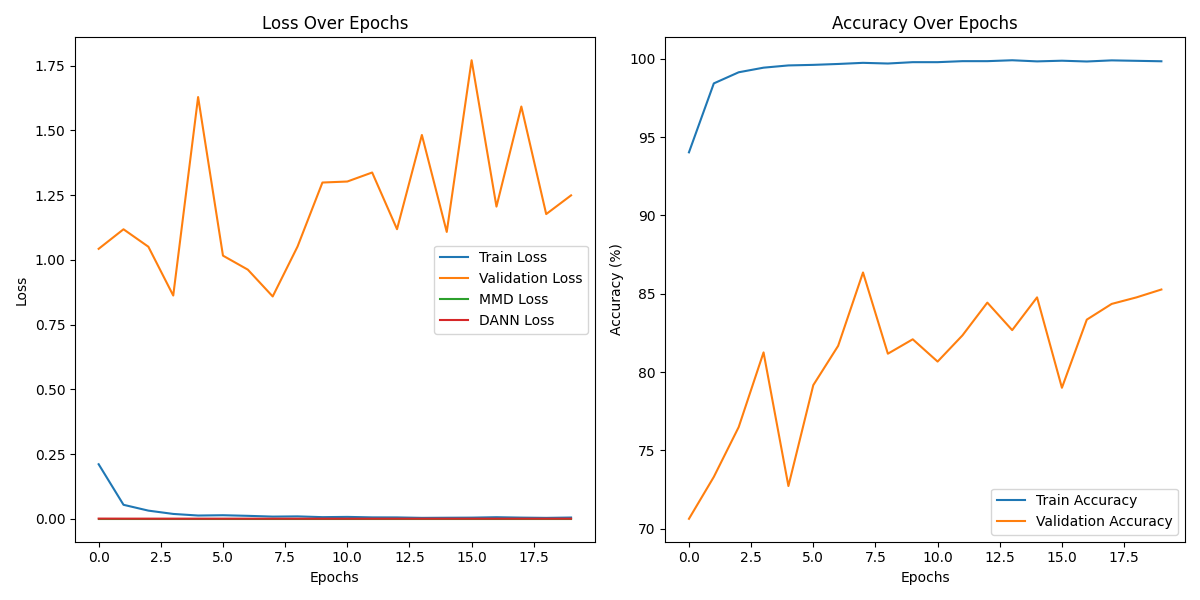 Loss Over Epochs
1.75
1.50
1.25
1.00
0.75
0.50
0.25
0.00
Loss
0.0 2.5 5.0 7.5 10.0 12.5 15.0 17.5
Epochs
Train Loss
Validation Loss
MMD Loss
DANN Loss
Accuracy Over Epochs
100
95
90
85
80
75
70
Accuracy (%)
0.0 2.5 5.0 7.5 10.0 12.5 15.0 17.5
Epochs
Train Accuracy
Validation Accuracy